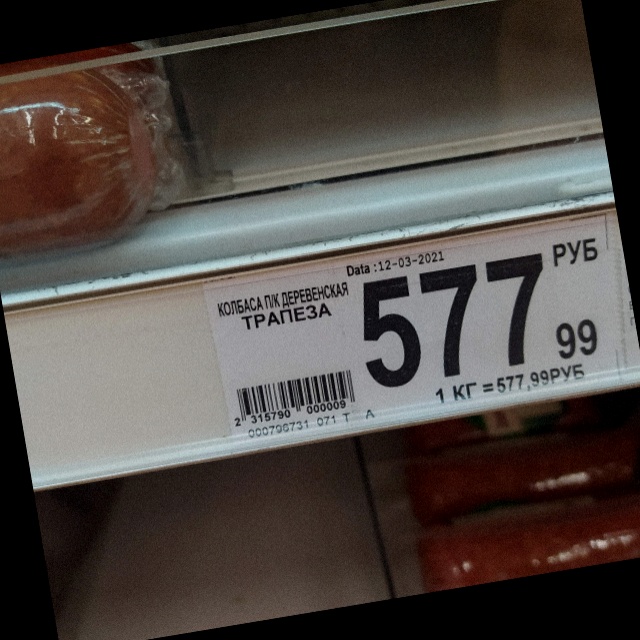 Data :12-03-2021
КОЛБАСА П/К ДЕРЕВЕНСКАЯ
ТРАПЕЗА
577 РУБ
99
1 КГ =577,99РУБ
2 315790 000009
000796731 071 Т А